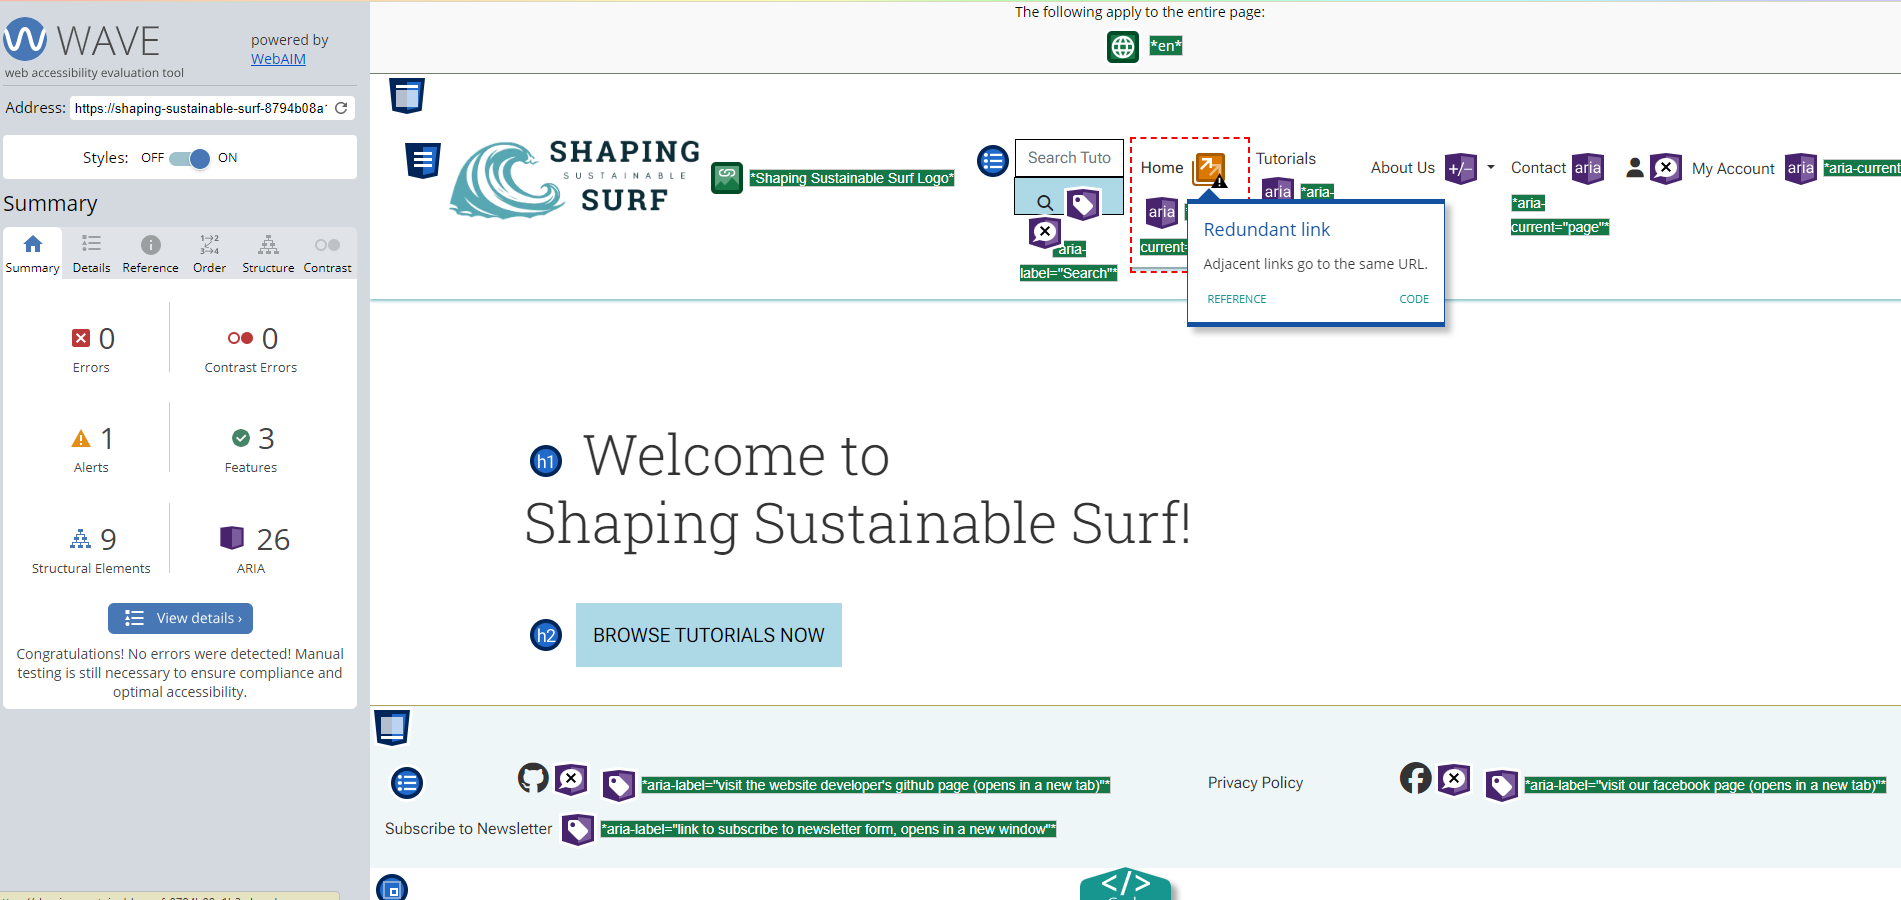 WAVE
powered by
WebAIM
web accessibility evaluation tool
Address: https://shaping-sustainable-surf-8794b08a
Styles: OFF ON
Summary
Summary Details Reference Order Structure Contrast
0
Errors
0
Contrast Errors
1
Alerts
3
Features
9
Structural Elements
26
ARIA
View details ›
Congratulations! No errors were detected! Manual
testing is still necessary to ensure compliance and
optimal accessibility.
The following apply to the entire page:
*en*
SHAPING
SUSTAINABLE
SURF
*Shaping Sustainable Surf Logo*
Search Tuto
aria-
label="Search"*
Home
aria
current=
Tutorials
aria *aria-
About Us +/-
Contact aria
*aria-
current="page"*
My Account aria *aria-current
Redundant link
Adjacent links go to the same URL.
REFERENCE CODE
h1 Welcome to
Shaping Sustainable Surf!
h2 BROWSE TUTORIALS NOW
*aria-label="visit the website developer's github page (opens in a new tab)"*
Privacy Policy
*aria-label="visit our facebook page (opens in a new tab)"*
Subscribe to Newsletter *aria-label="link to subscribe to newsletter form, opens in a new window"*
</>